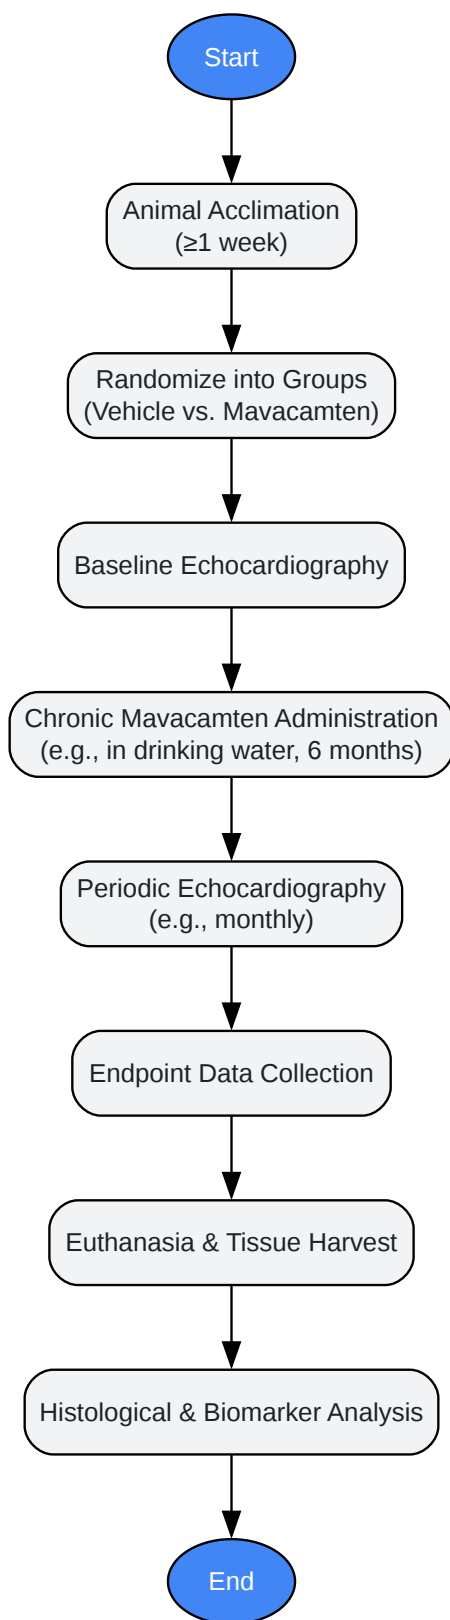 Start
Animal Acclimation
(≥1 week)
Randomize into Groups
(Vehicle vs. Mavacamten)
Baseline Echocardiography
Chronic Mavacamten Administration
(e.g., in drinking water, 6 months)
Periodic Echocardiography
(e.g., monthly)
Endpoint Data Collection
Euthanasia & Tissue Harvest
Histological & Biomarker Analysis
End